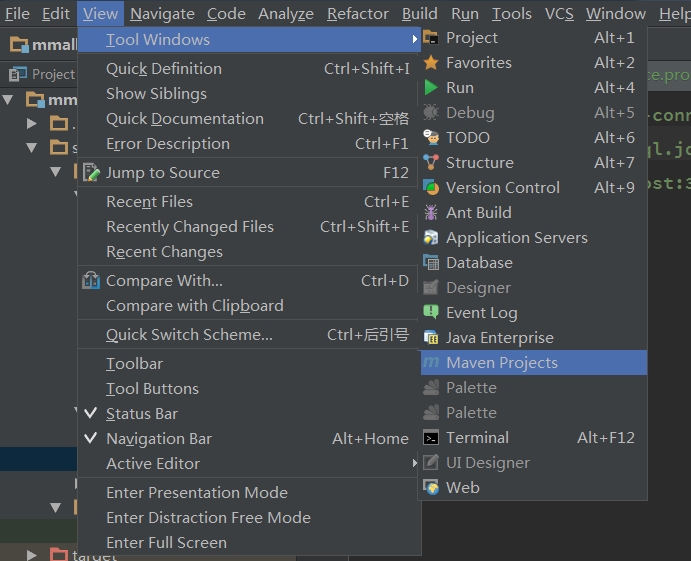 File Edit View Navigate Code Analyze Refactor Build Run Tools VCS Window Help
mmall
Project
mm
s
target
Tool Windows
Quick Definition Ctrl+Shift+I
Show Siblings
Quick Documentation Ctrl+Shift+空格
Error Description Ctrl+F1
Jump to Source F12
Recent Files Ctrl+E
Recently Changed Files Ctrl+Shift+E
Recent Changes
Compare With... Ctrl+D
Compare with Clipboard
Quick Switch Scheme... Ctrl+后引号
Toolbar
Tool Buttons
Status Bar
Navigation Bar Alt+Home
Active Editor
Enter Presentation Mode
Enter Distraction Free Mode
Enter Full Screen
Project Alt+1
Favorites Alt+2
Run Alt+4
Debug Alt+5
TODO Alt+6
Structure Alt+7
Version Control Alt+9
Ant Build
Application Servers
Database
Designer
Event Log
Java Enterprise
Maven Projects
Palette
Palette
Terminal Alt+F12
UI Designer
Web
ce.pro
-conn
ql.jd
ost:3